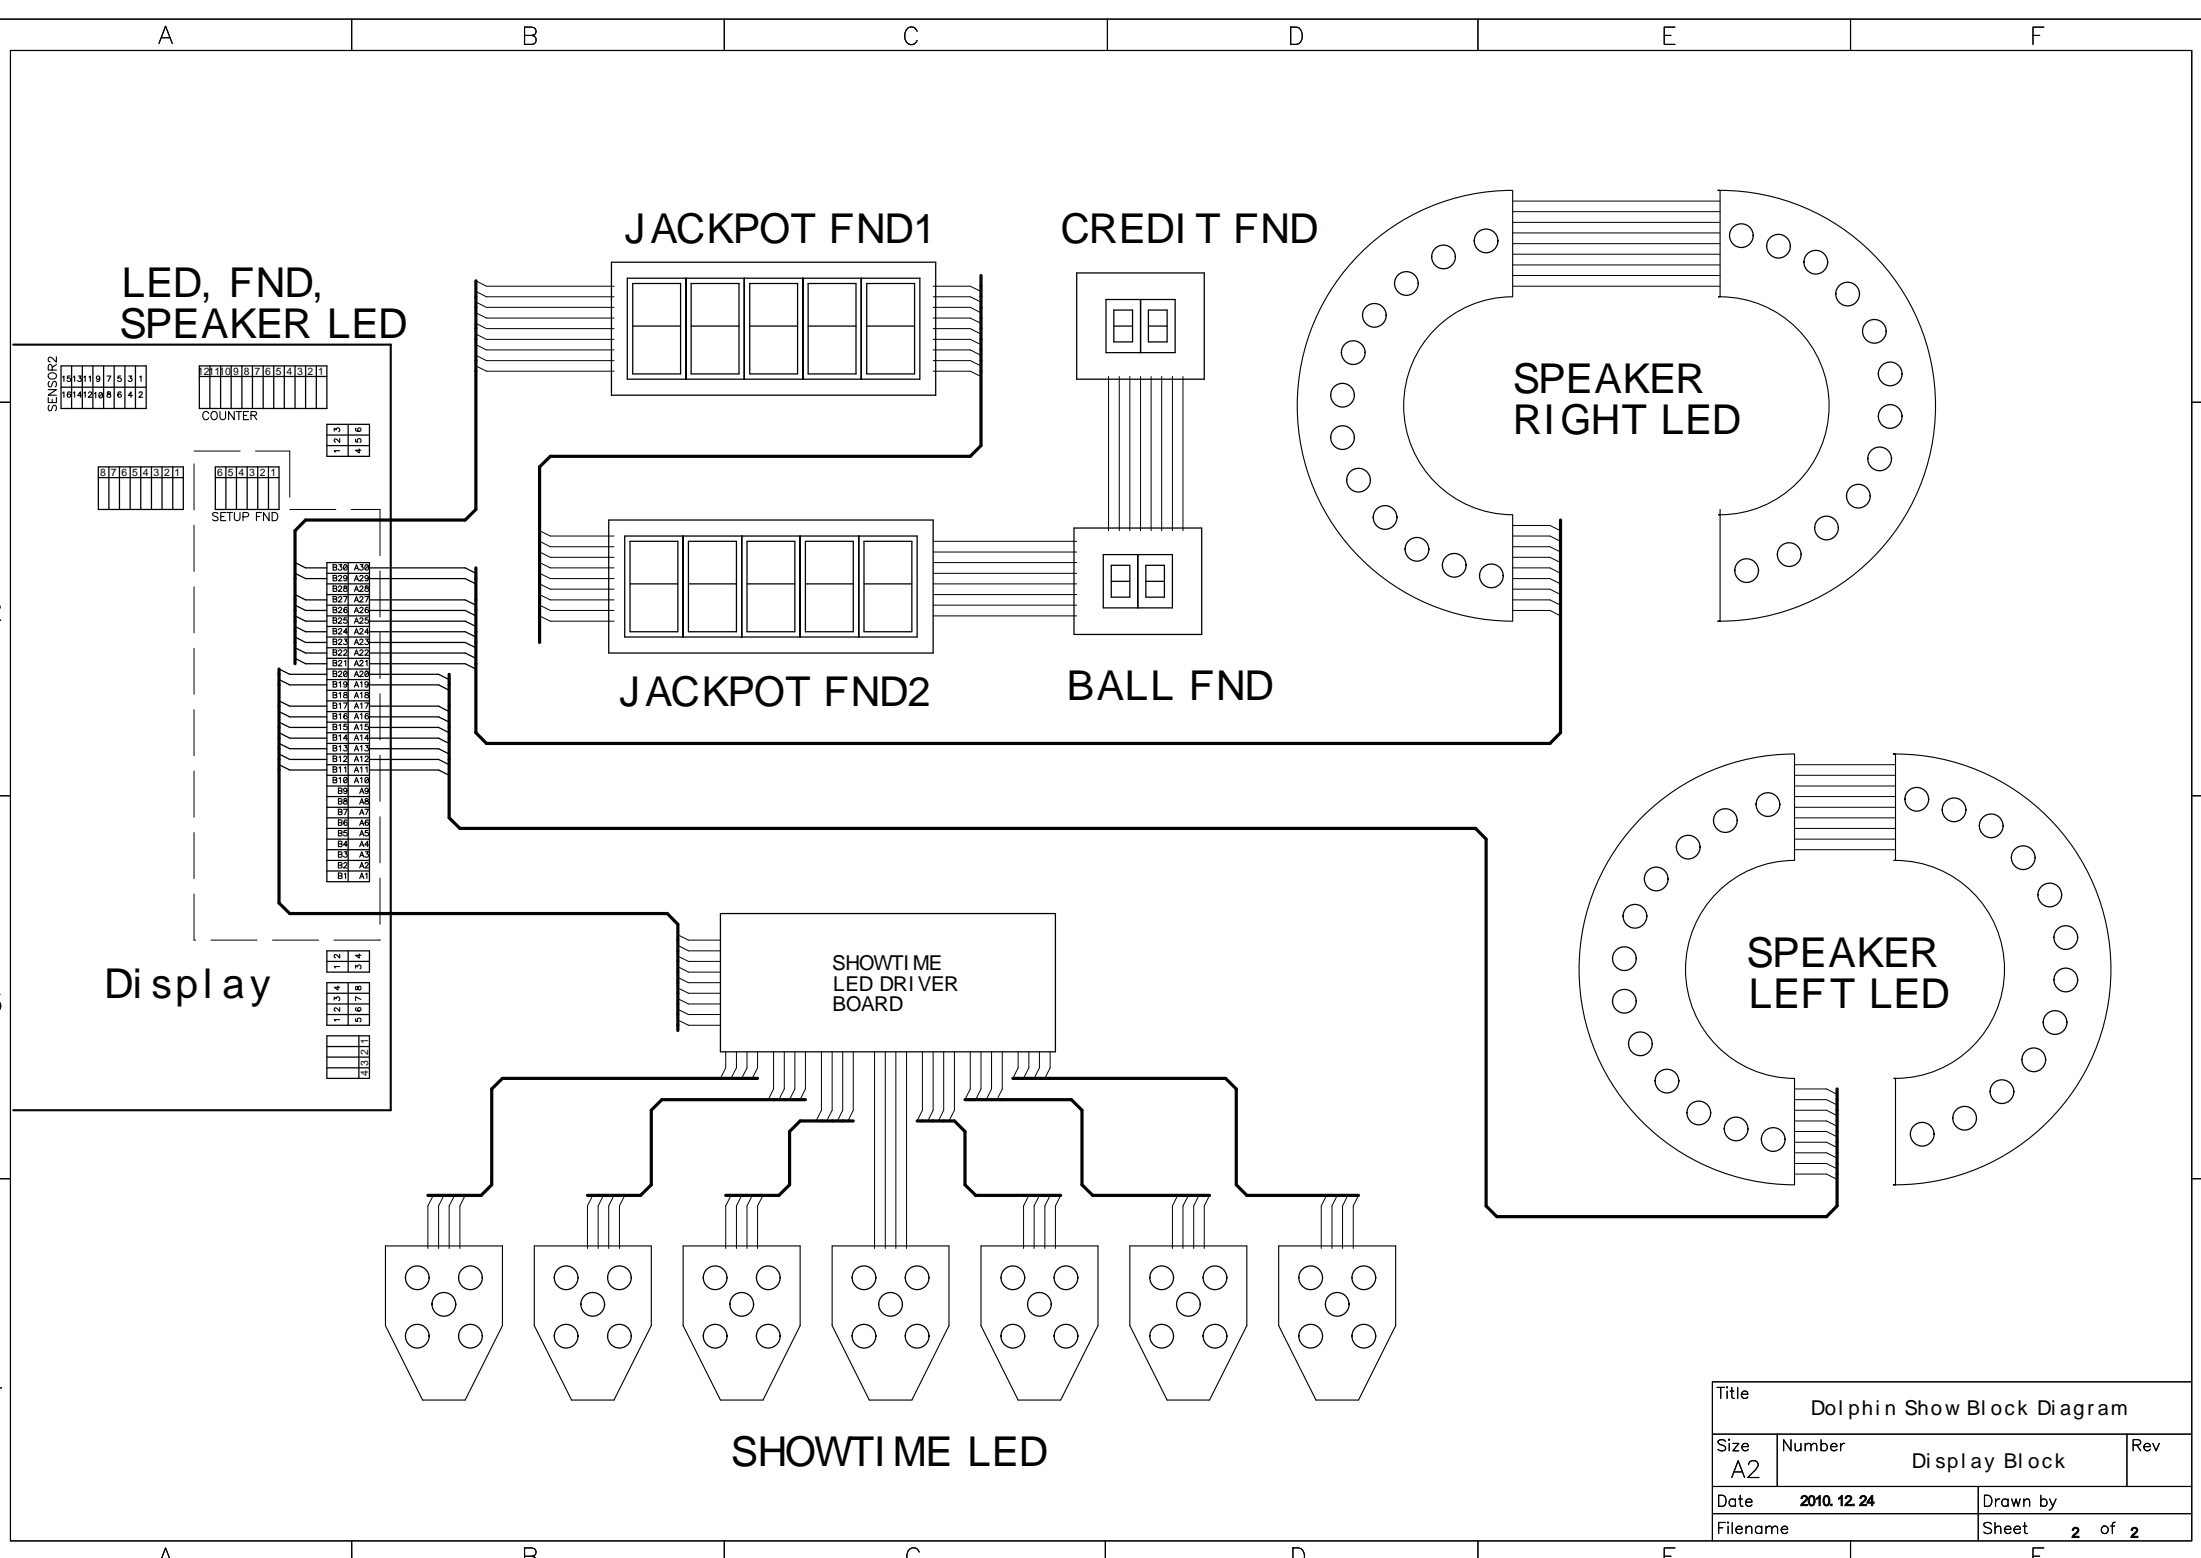 A B C D E F
JACKPOT FND1
CREDIT FND
LED, FND,
SPEAKER LED
SENSOR2
15 13 11 9 7 5 3 1
16 14 12 10 8 6 4 2
12 11 10 9 8 7 6 5 4 3 2 1
COUNTER
1 2 3
4 5 6
8 7 6 5 4 3 2 1
6 5 4 3 2 1
SETUP FND
SPEAKER
RIGHT LED
B30 A30
B29 A29
B28 A28
B27 A27
B26 A26
B25 A25
B24 A24
B23 A23
B22 A22
B21 A21
B20 A20
B19 A19
B18 A18
B17 A17
B16 A16
B15 A15
B14 A14
B13 A13
B12 A12
B11 A11
B10 A10
B9 A9
B8 A8
B7 A7
B6 A6
B5 A5
B4 A4
B3 A3
B2 A2
B1 A1
JACKPOT FND2
BALL FND
Display
1 2
3 4
1 2 3 4
5 6 7 8
4 3 2 1
SHOWTIME
LED DRIVER
BOARD
SPEAKER
LEFT LED
SHOWTIME LED
Title
Dolphin Show Block Diagram
Size
A2
Number
Display Block
Rev
Date 2010. 12. 24
Drawn by
Filename
Sheet 2 of 2